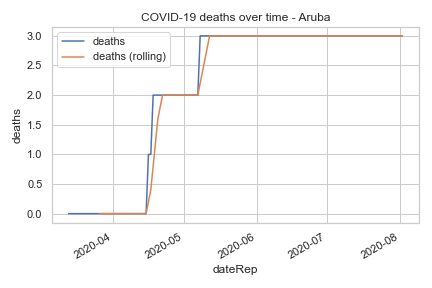 COVID-19 deaths over time - Aruba
deaths
deaths (rolling)
3.0
2.5
2.0
1.5
1.0
0.5
0.0
deaths
2020-04
2020-05
2020-06
2020-07
2020-08
dateRep